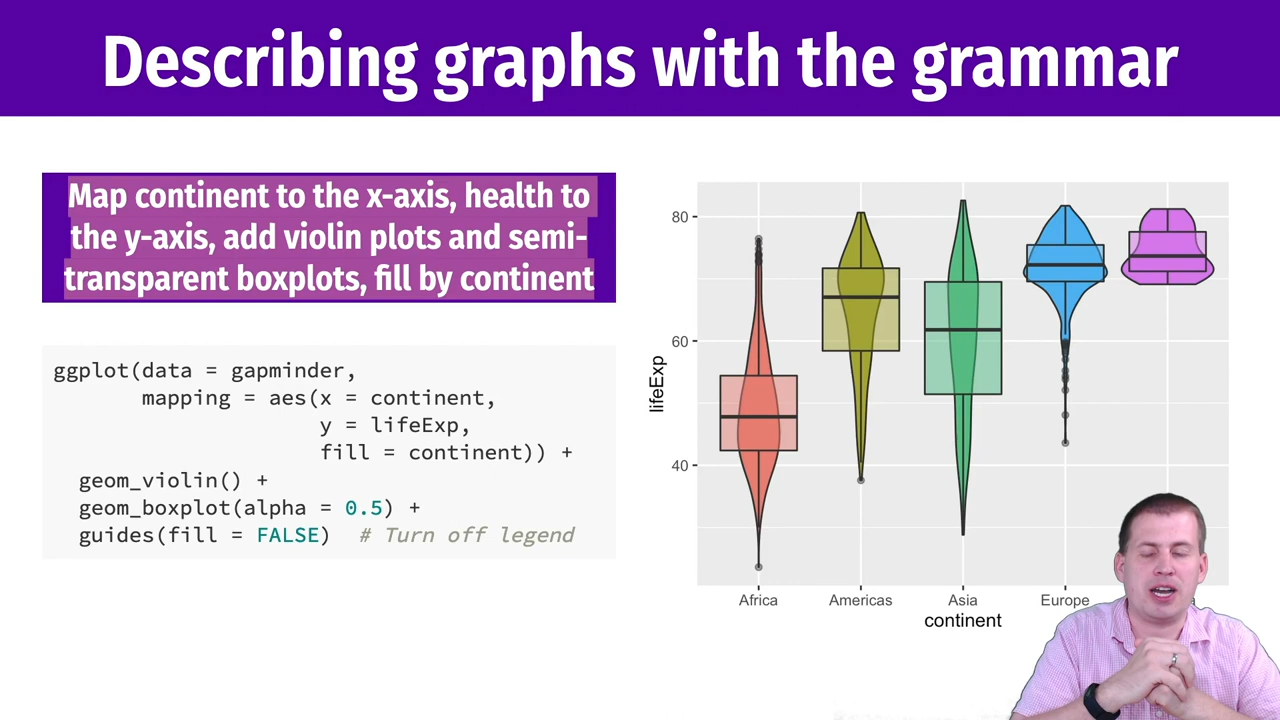 Describing graphs with the grammar
Map continent to the x-axis, health to
the y-axis, add violin plots and semi-
transparent boxplots, fill by continent
ggplot(data = gapminder,
mapping = aes(x = continent,
y = lifeExp,
fill = continent)) +
geom_violin() +
geom_boxplot(alpha = 0.5) +
guides(fill = FALSE)  # Turn off legend
80
60
40
lifeExp
Africa Americas Asia Europe
continent